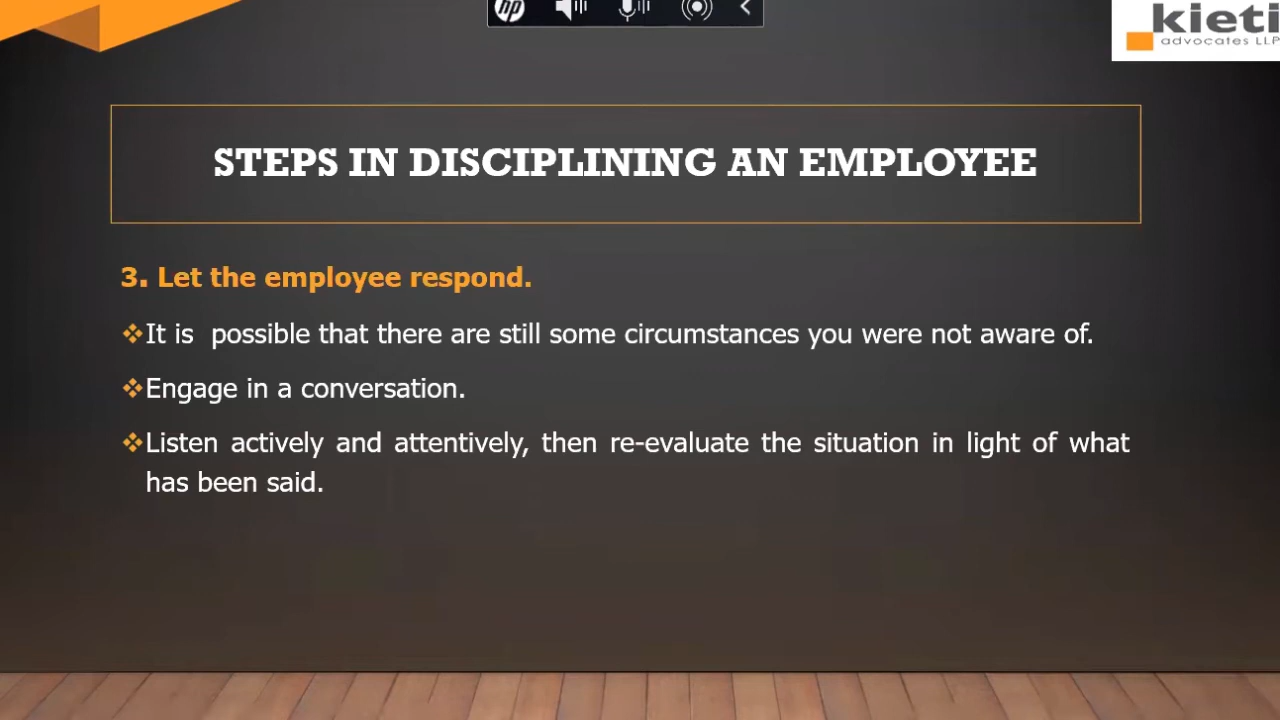 hp
kieti
advocates LLP
STEPS IN DISCIPLINING AN EMPLOYEE
3. Let the employee respond.
❖It is  possible that there are still some circumstances you were not aware of.
❖Engage in a conversation.
❖Listen actively and attentively, then re-evaluate the situation in light of what
has been said.